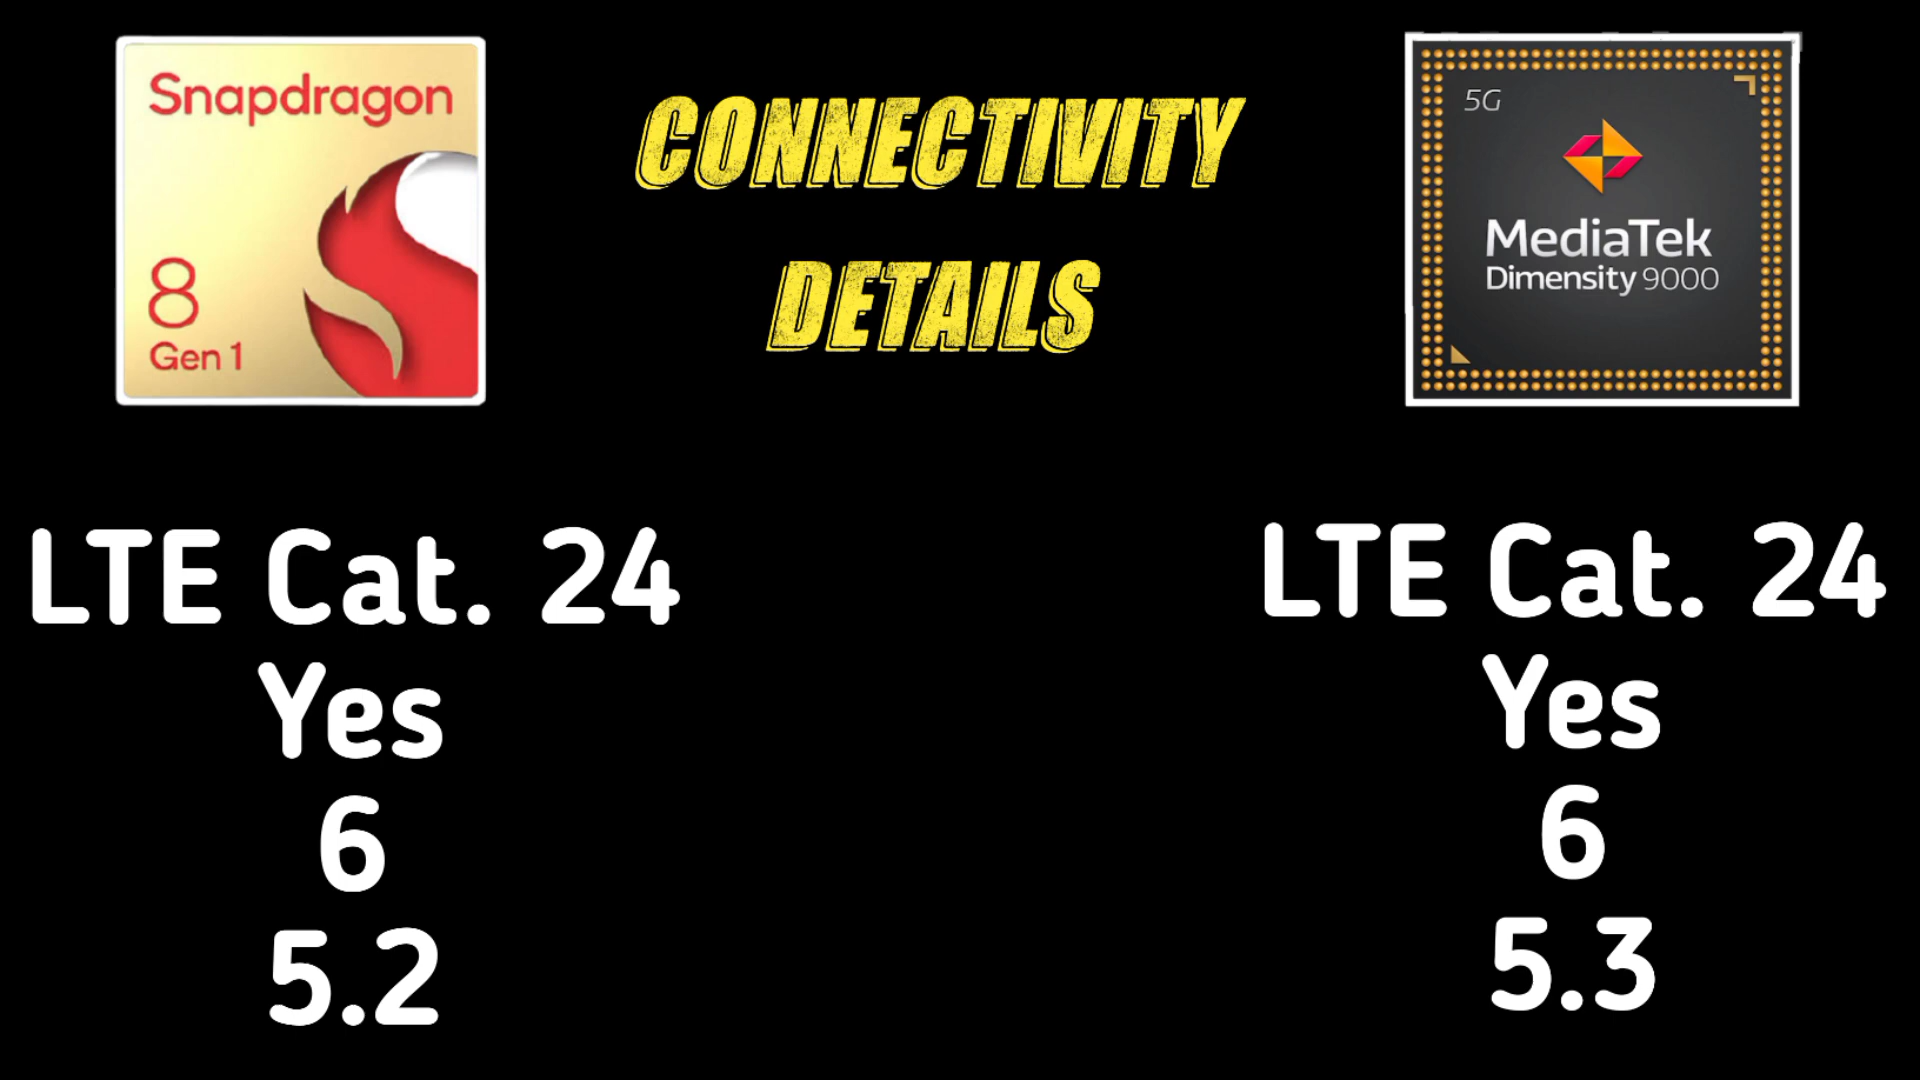 Snapdragon
8
Gen 1
CONNECTIVITY
DETAILS
5G
MediaTek
Dimensity 9000
LTE Cat. 24
Yes
6
5.2
LTE Cat. 24
Yes
6
5.3